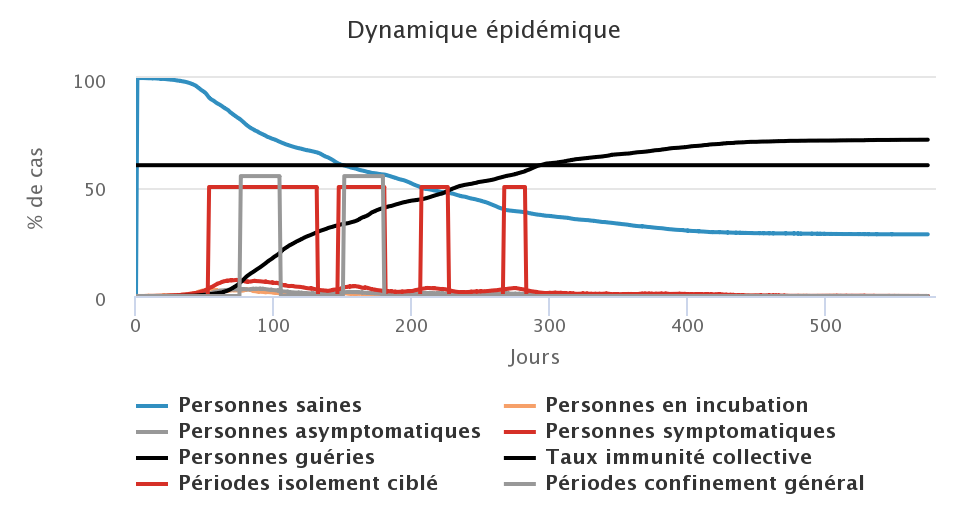 Dynamique épidémique
100
50
0
% de cas
0 100 200 300 400 500
Jours
Personnes saines Personnes en incubation
Personnes asymptomatiques Personnes symptomatiques
Personnes guéries Taux immunité collective
Périodes isolement ciblé Périodes confinement général